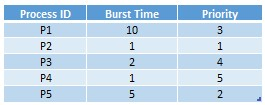 Process ID Burst Time Priority
P1 10 3
P2 1 1
P3 2 4
P4 1 5
P5 5 2